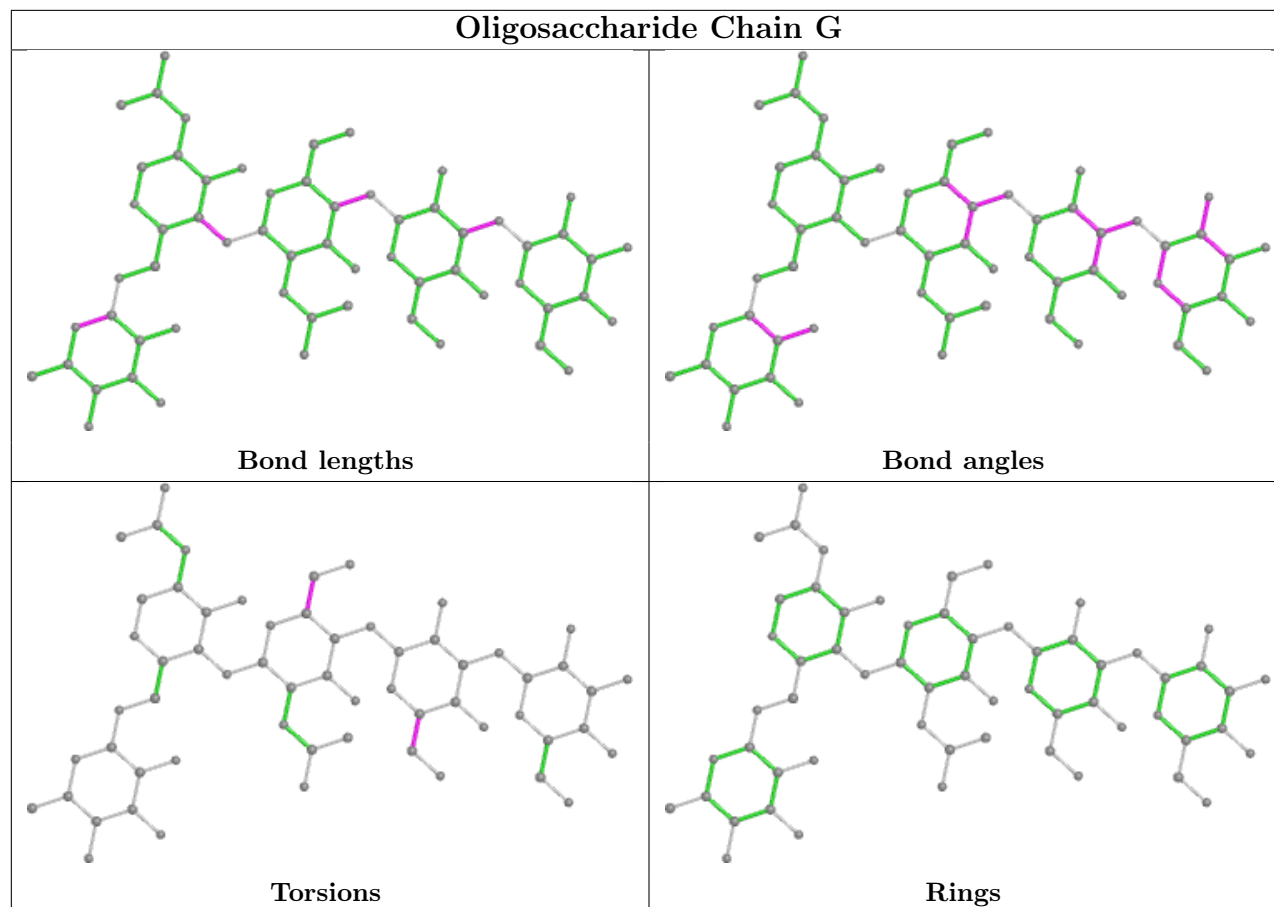 Oligosaccharide Chain G
Bond lengths
Bond angles
Torsions
Rings